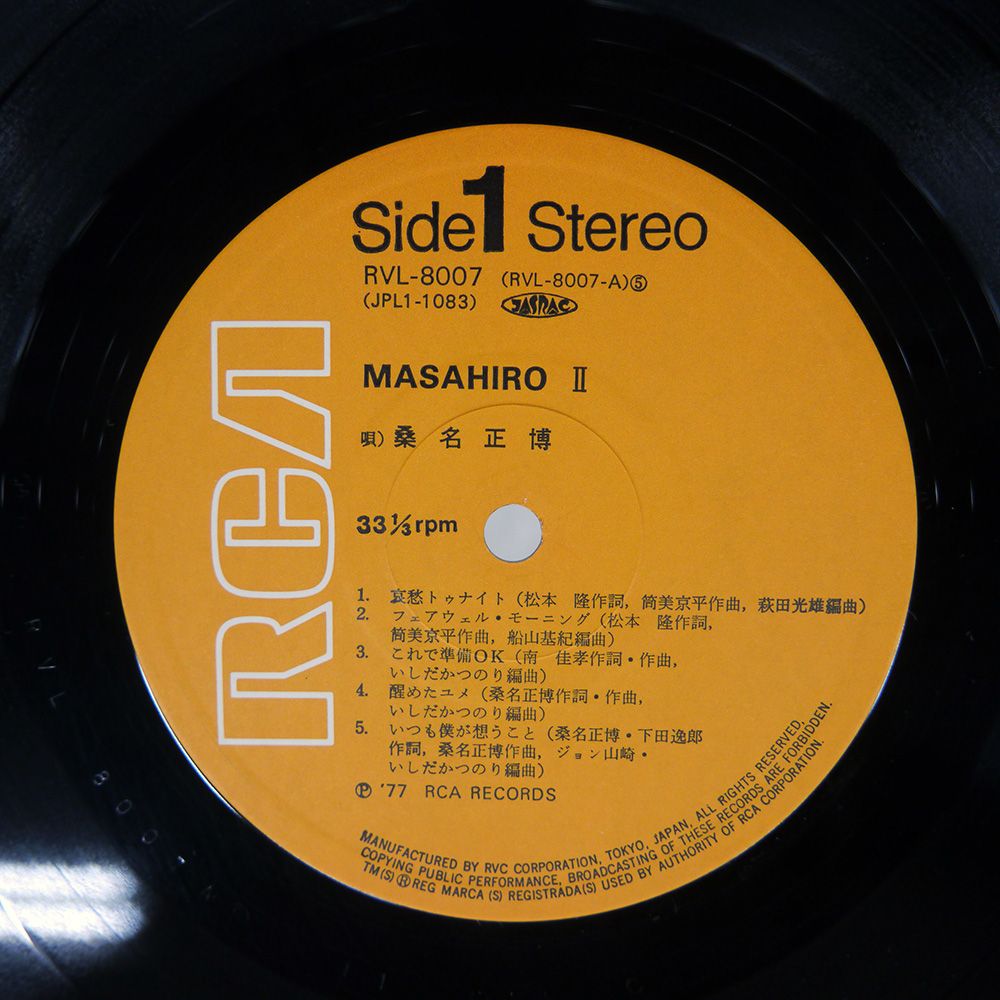 Side 1 Stereo
RVL-8007 (RVL-8007-A)⑤
(JPL1-1083) JASRAC
RCA
MASAHIRO Ⅱ
唄) 桑名正博
33⅓rpm
1. 哀愁トゥナイト (松本 隆作詞, 筒美京平作曲, 萩田光雄編曲)
2. フェアウェル・モーニング (松本 隆作詞,
筒美京平作曲, 船山基紀編曲)
3. これで準備OK (南 佳孝作詞・作曲,
いしだかつのり編曲)
4. 醒めたユメ (桑名正博作詞・作曲,
いしだかつのり編曲)
5. いつも僕が想うこと (桑名正博・下田逸郎
作詞, 桑名正博作曲, ジョン山崎・
いしだかつのり編曲)
Ⓟ '77 RCA RECORDS
MANUFACTURED BY RVC CORPORATION, TOKYO, JAPAN, ALL RIGHTS RESERVED,
COPYING PUBLIC PERFORMANCE, BROADCASTING OF THESE RECORDS ARE FORBIDDEN.
TM(S) Ⓡ REG MARCA (S) REGISTRADA(S) USED BY AUTHORITY OF RCA CORPORATION.